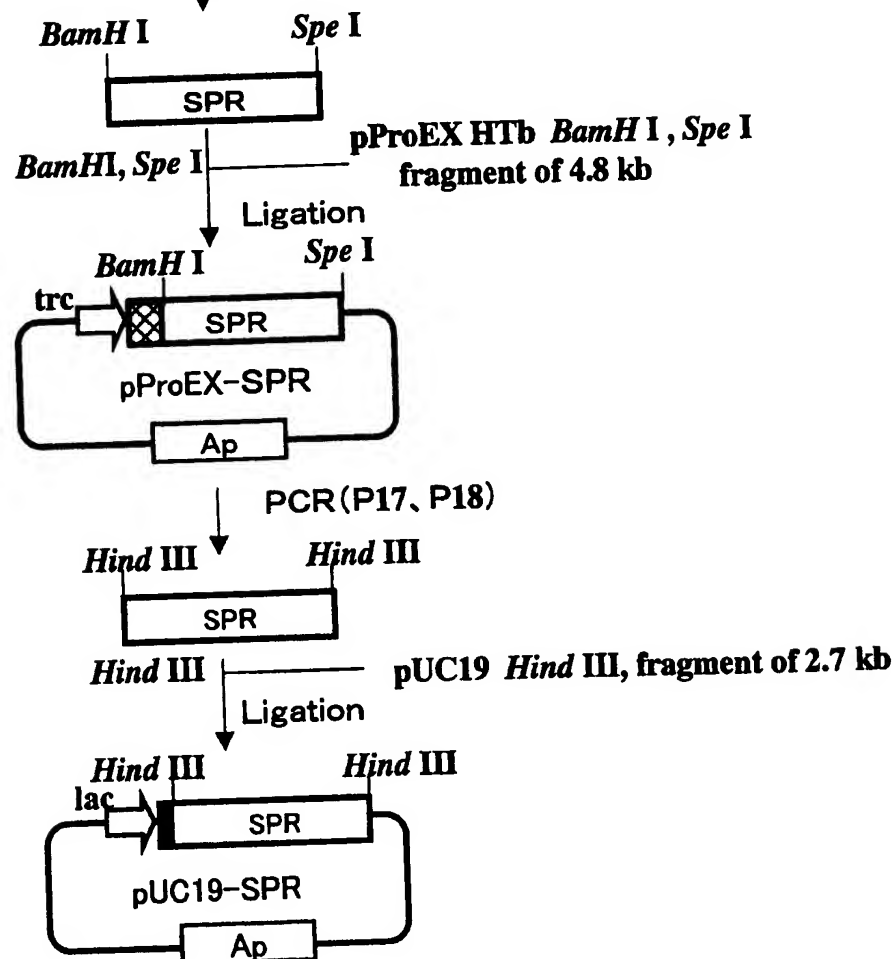 BamH I Spe I
SPR
pProEX HTb BamH I , Spe I
BamHI, Spe I
fragment of 4.8 kb
Ligation
BamH I Spe I
trc
SPR
pProEX-SPR
Ap
PCR(P17、P18)
Hind III Hind III
SPR
Hind III
pUC19 Hind III, fragment of 2.7 kb
Ligation
Hind III Hind III
lac
SPR
pUC19-SPR
Ap